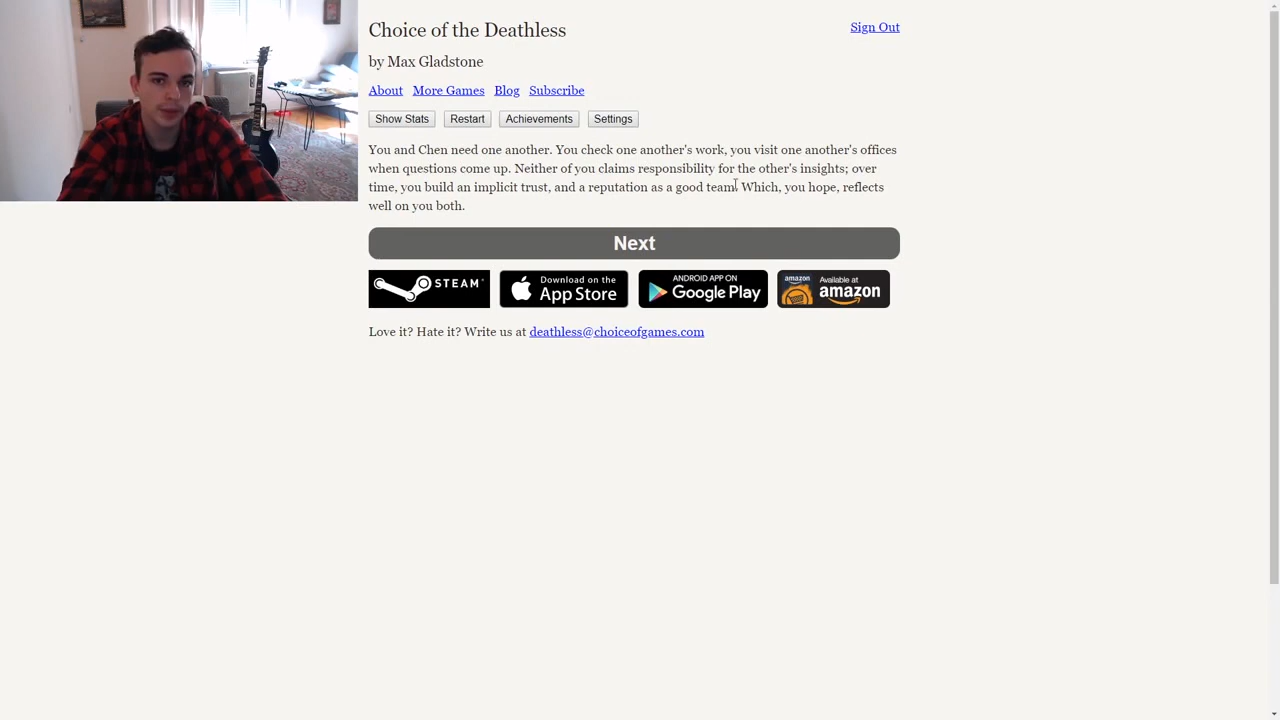 Choice of the Deathless
Sign Out
by Max Gladstone
About More Games Blog Subscribe
Show Stats Restart Achievements Settings
You and Chen need one another. You check one another's work, you visit one another's offices
when questions come up. Neither of you claims responsibility for the other's insights; over
time, you build an implicit trust, and a reputation as a good team. Which, you hope, reflects
well on you both.
Next
STEAM
Download on the
App Store
ANDROID APP ON
Google Play
amazon
Available at
amazon
Love it? Hate it? Write us at deathless@choiceofgames.com